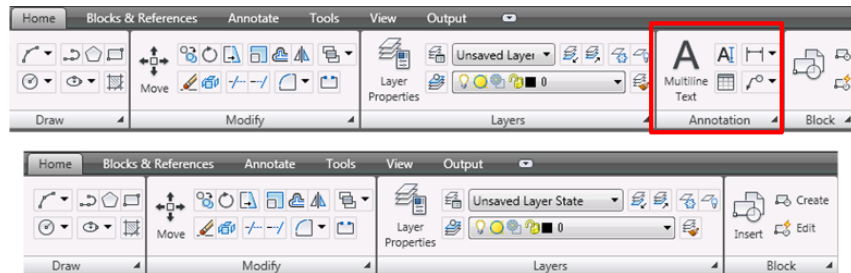 Home Blocks & References Annotate Tools View Output
Unsaved Layer
0
Move
Layer
Properties
Multiline
Text
Draw Modify Layers Annotation Block
Home Blocks & References Annotate Tools View Output
Unsaved Layer State
Create
0
Edit
Move
Layer
Properties
Insert
Draw Modify Layers Block